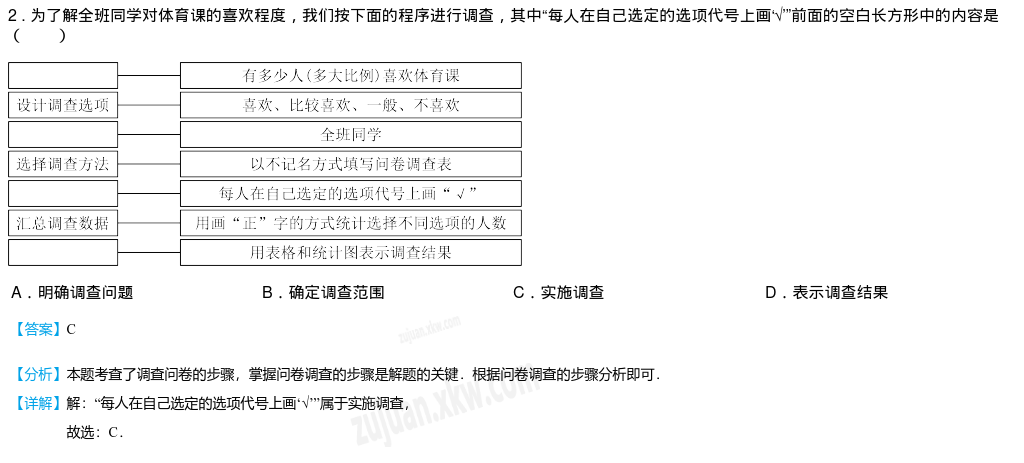 2．为了解全班同学对体育课的喜欢程度，我们按下面的程序进行调查，其中“每人在自己选定的选项代号上画‘√’”前面的空白长方形中的内容是
（　　）
有多少人(多大比例)喜欢体育课
设计调查选项 喜欢、比较喜欢、一般、不喜欢
全班同学
选择调查方法 以不记名方式填写问卷调查表
每人在自己选定的选项代号上画“√”
汇总调查数据 用画“正”字的方式统计选择不同选项的人数
用表格和统计图表示调查结果
A．明确调查问题 B．确定调查范围 C．实施调查 D．表示调查结果
【答案】C
【分析】本题考查了调查问卷的步骤，掌握问卷调查的步骤是解题的关键．根据问卷调查的步骤分析即可．
【详解】解：“每人在自己选定的选项代号上画‘√’”属于实施调查，
故选：C．
zujuan.xkw.com
zujuan.xkw.com